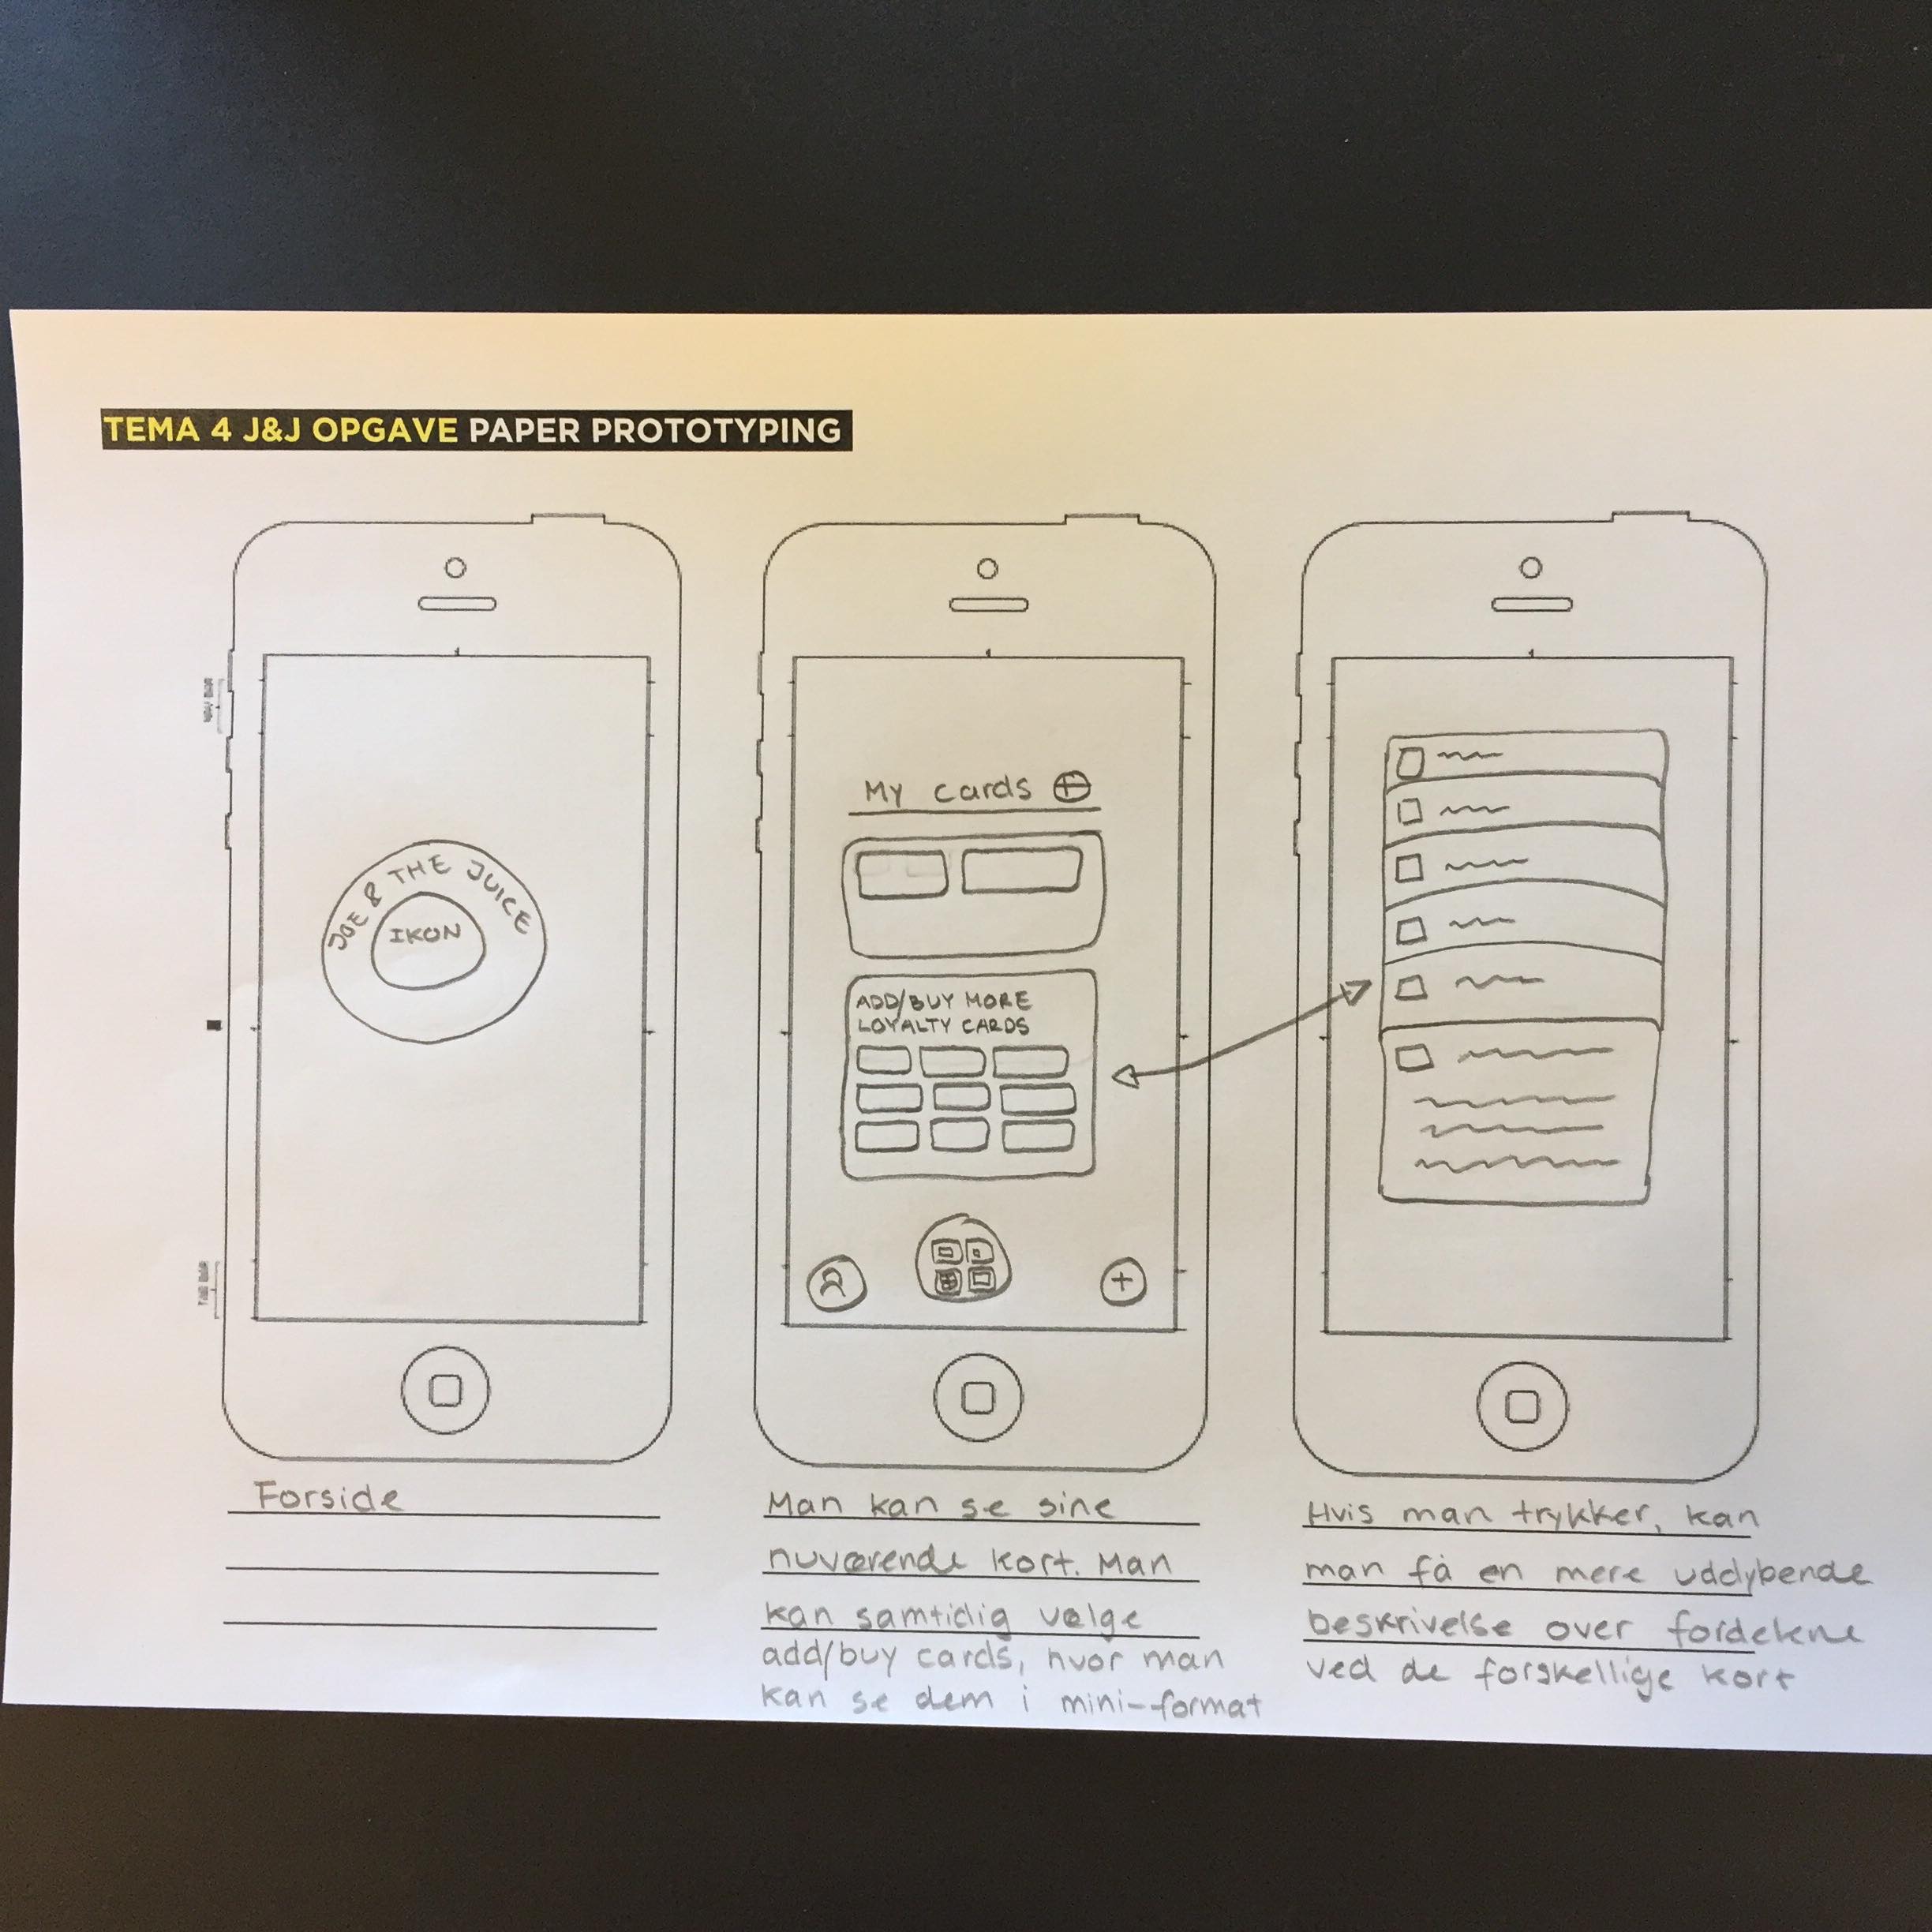 TEMA 4 J&J OPGAVE PAPER PROTOTYPING
JOE & THE JUICE
IKON
My cards
ADD/BUY MORE
LOYALTY CARDS
Forside
Man kan se sine
nuværende kort. Man
kan samtidig vælge
add/buy cards, hvor man
kan se dem i mini-format
Hvis man trykker, kan
man få en mere uddybende
beskrivelse over fordelene
ved de forskellige kort